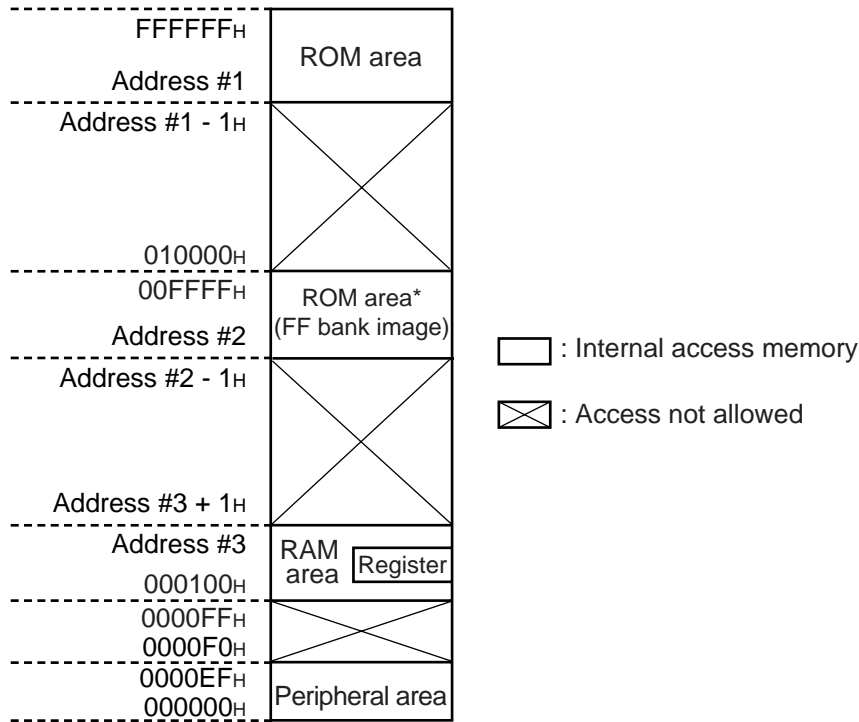 FFFFFFH
ROM area
Address #1
Address #1 - 1H
010000H
00FFFFH
ROM area*
(FF bank image)
Address #2
: Internal access memory
Address #2 - 1H
: Access not allowed
Address #3 + 1H
Address #3
RAM
area
Register
000100H
0000FFH
0000F0H
0000EFH
Peripheral area
000000H